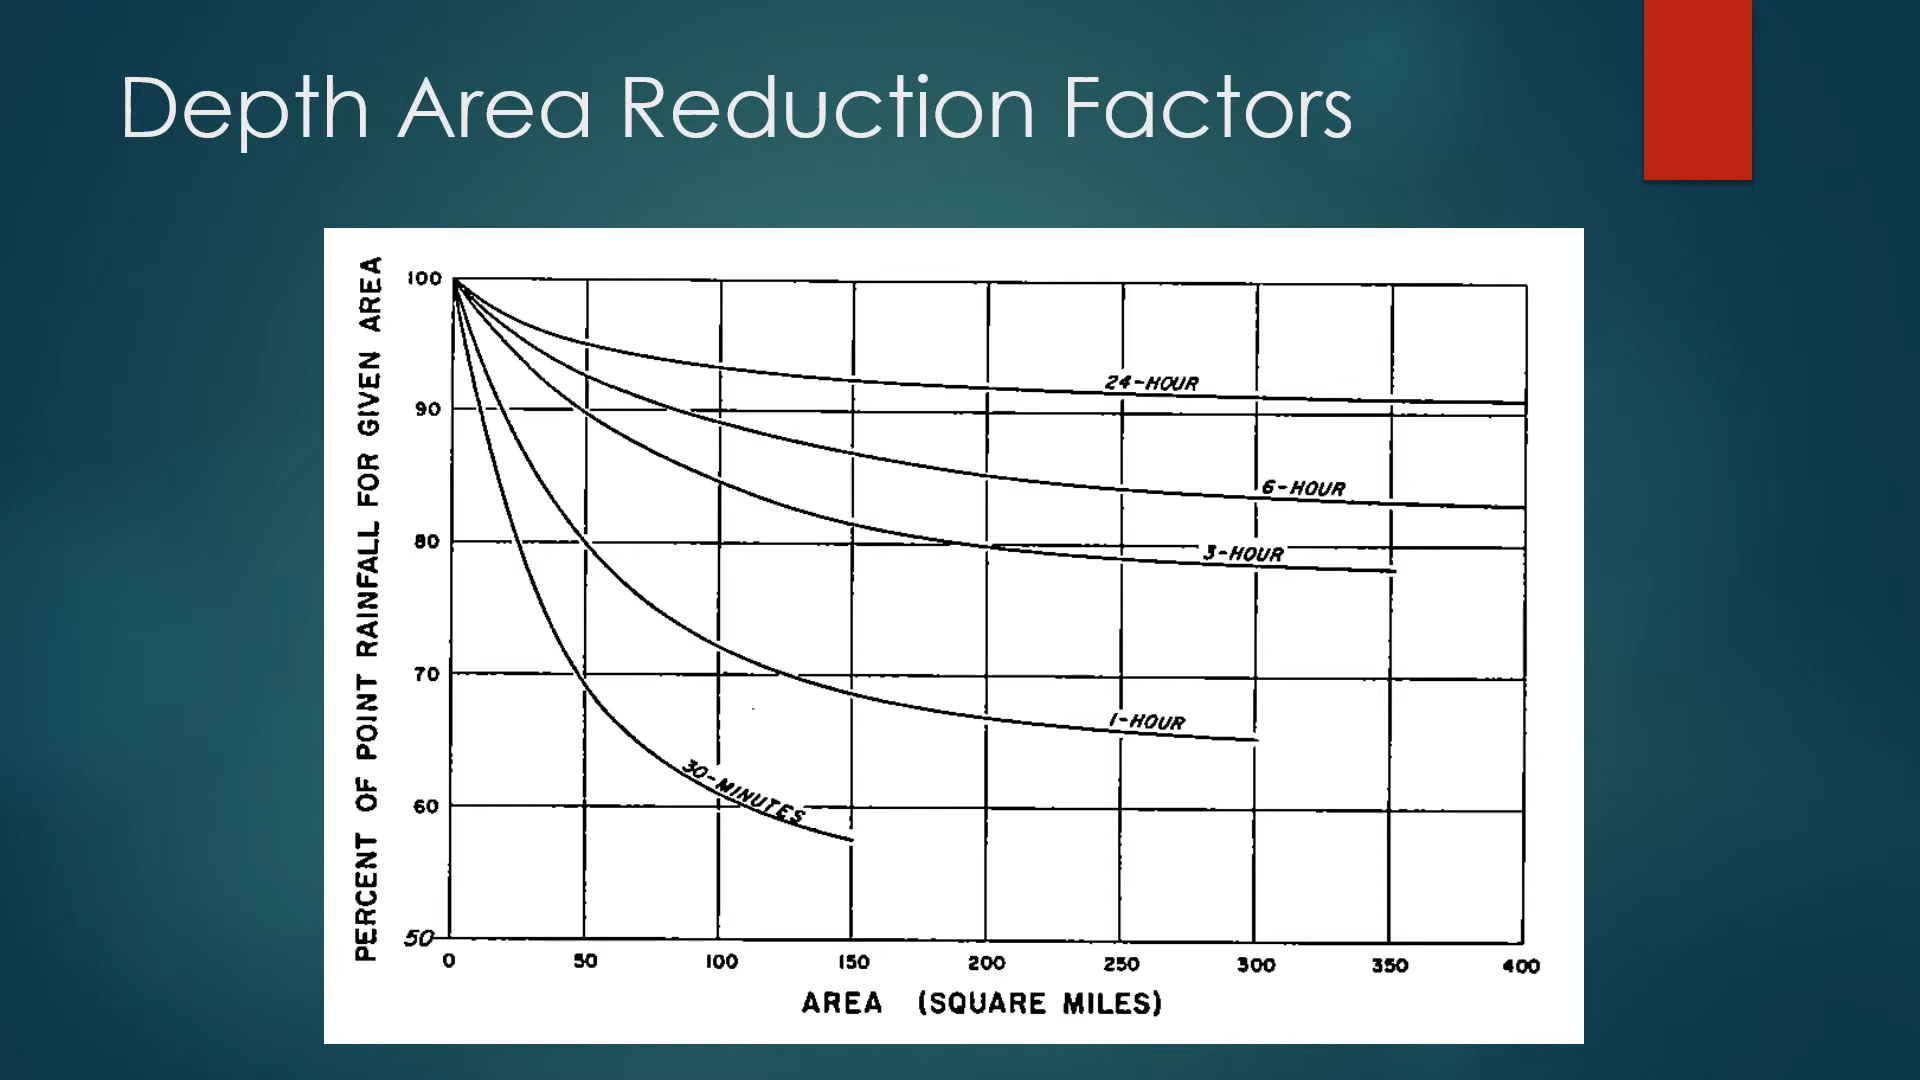 Depth Area Reduction Factors
PERCENT OF POINT RAINFALL FOR GIVEN AREA
100
90
80
70
60
50
24-HOUR
6-HOUR
3-HOUR
1-HOUR
30-MINUTES
0 50 100 150 200 250 300 350 400
AREA (SQUARE MILES)